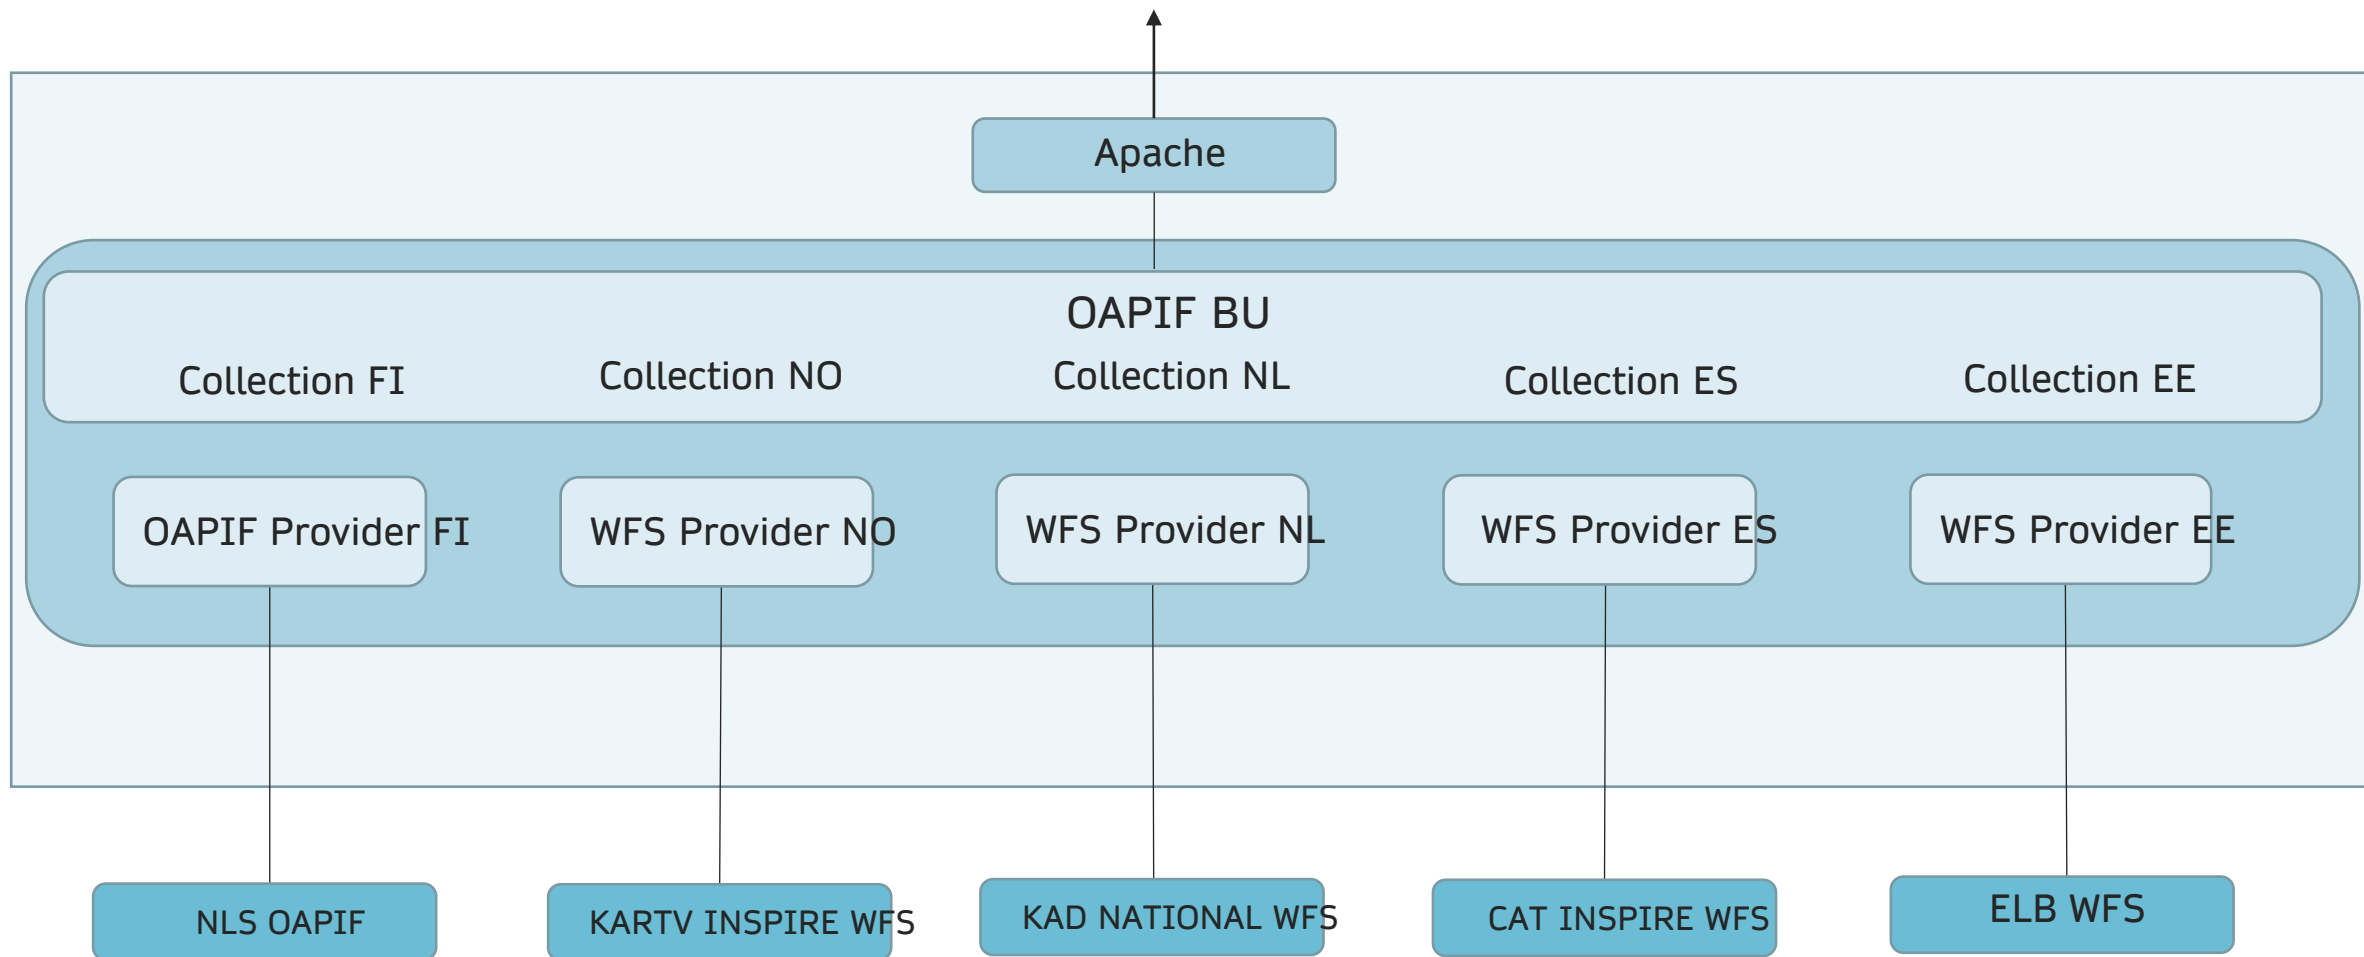 Apache
OAPIF BU
Collection FI
Collection NO
Collection NL
Collection ES
Collection EE
OAPIF Provider FI
WFS Provider NO
WFS Provider NL
WFS Provider ES
WFS Provider EE
NLS OAPIF
KARTV INSPIRE WFS
KAD NATIONAL WFS
CAT INSPIRE WFS
ELB WFS